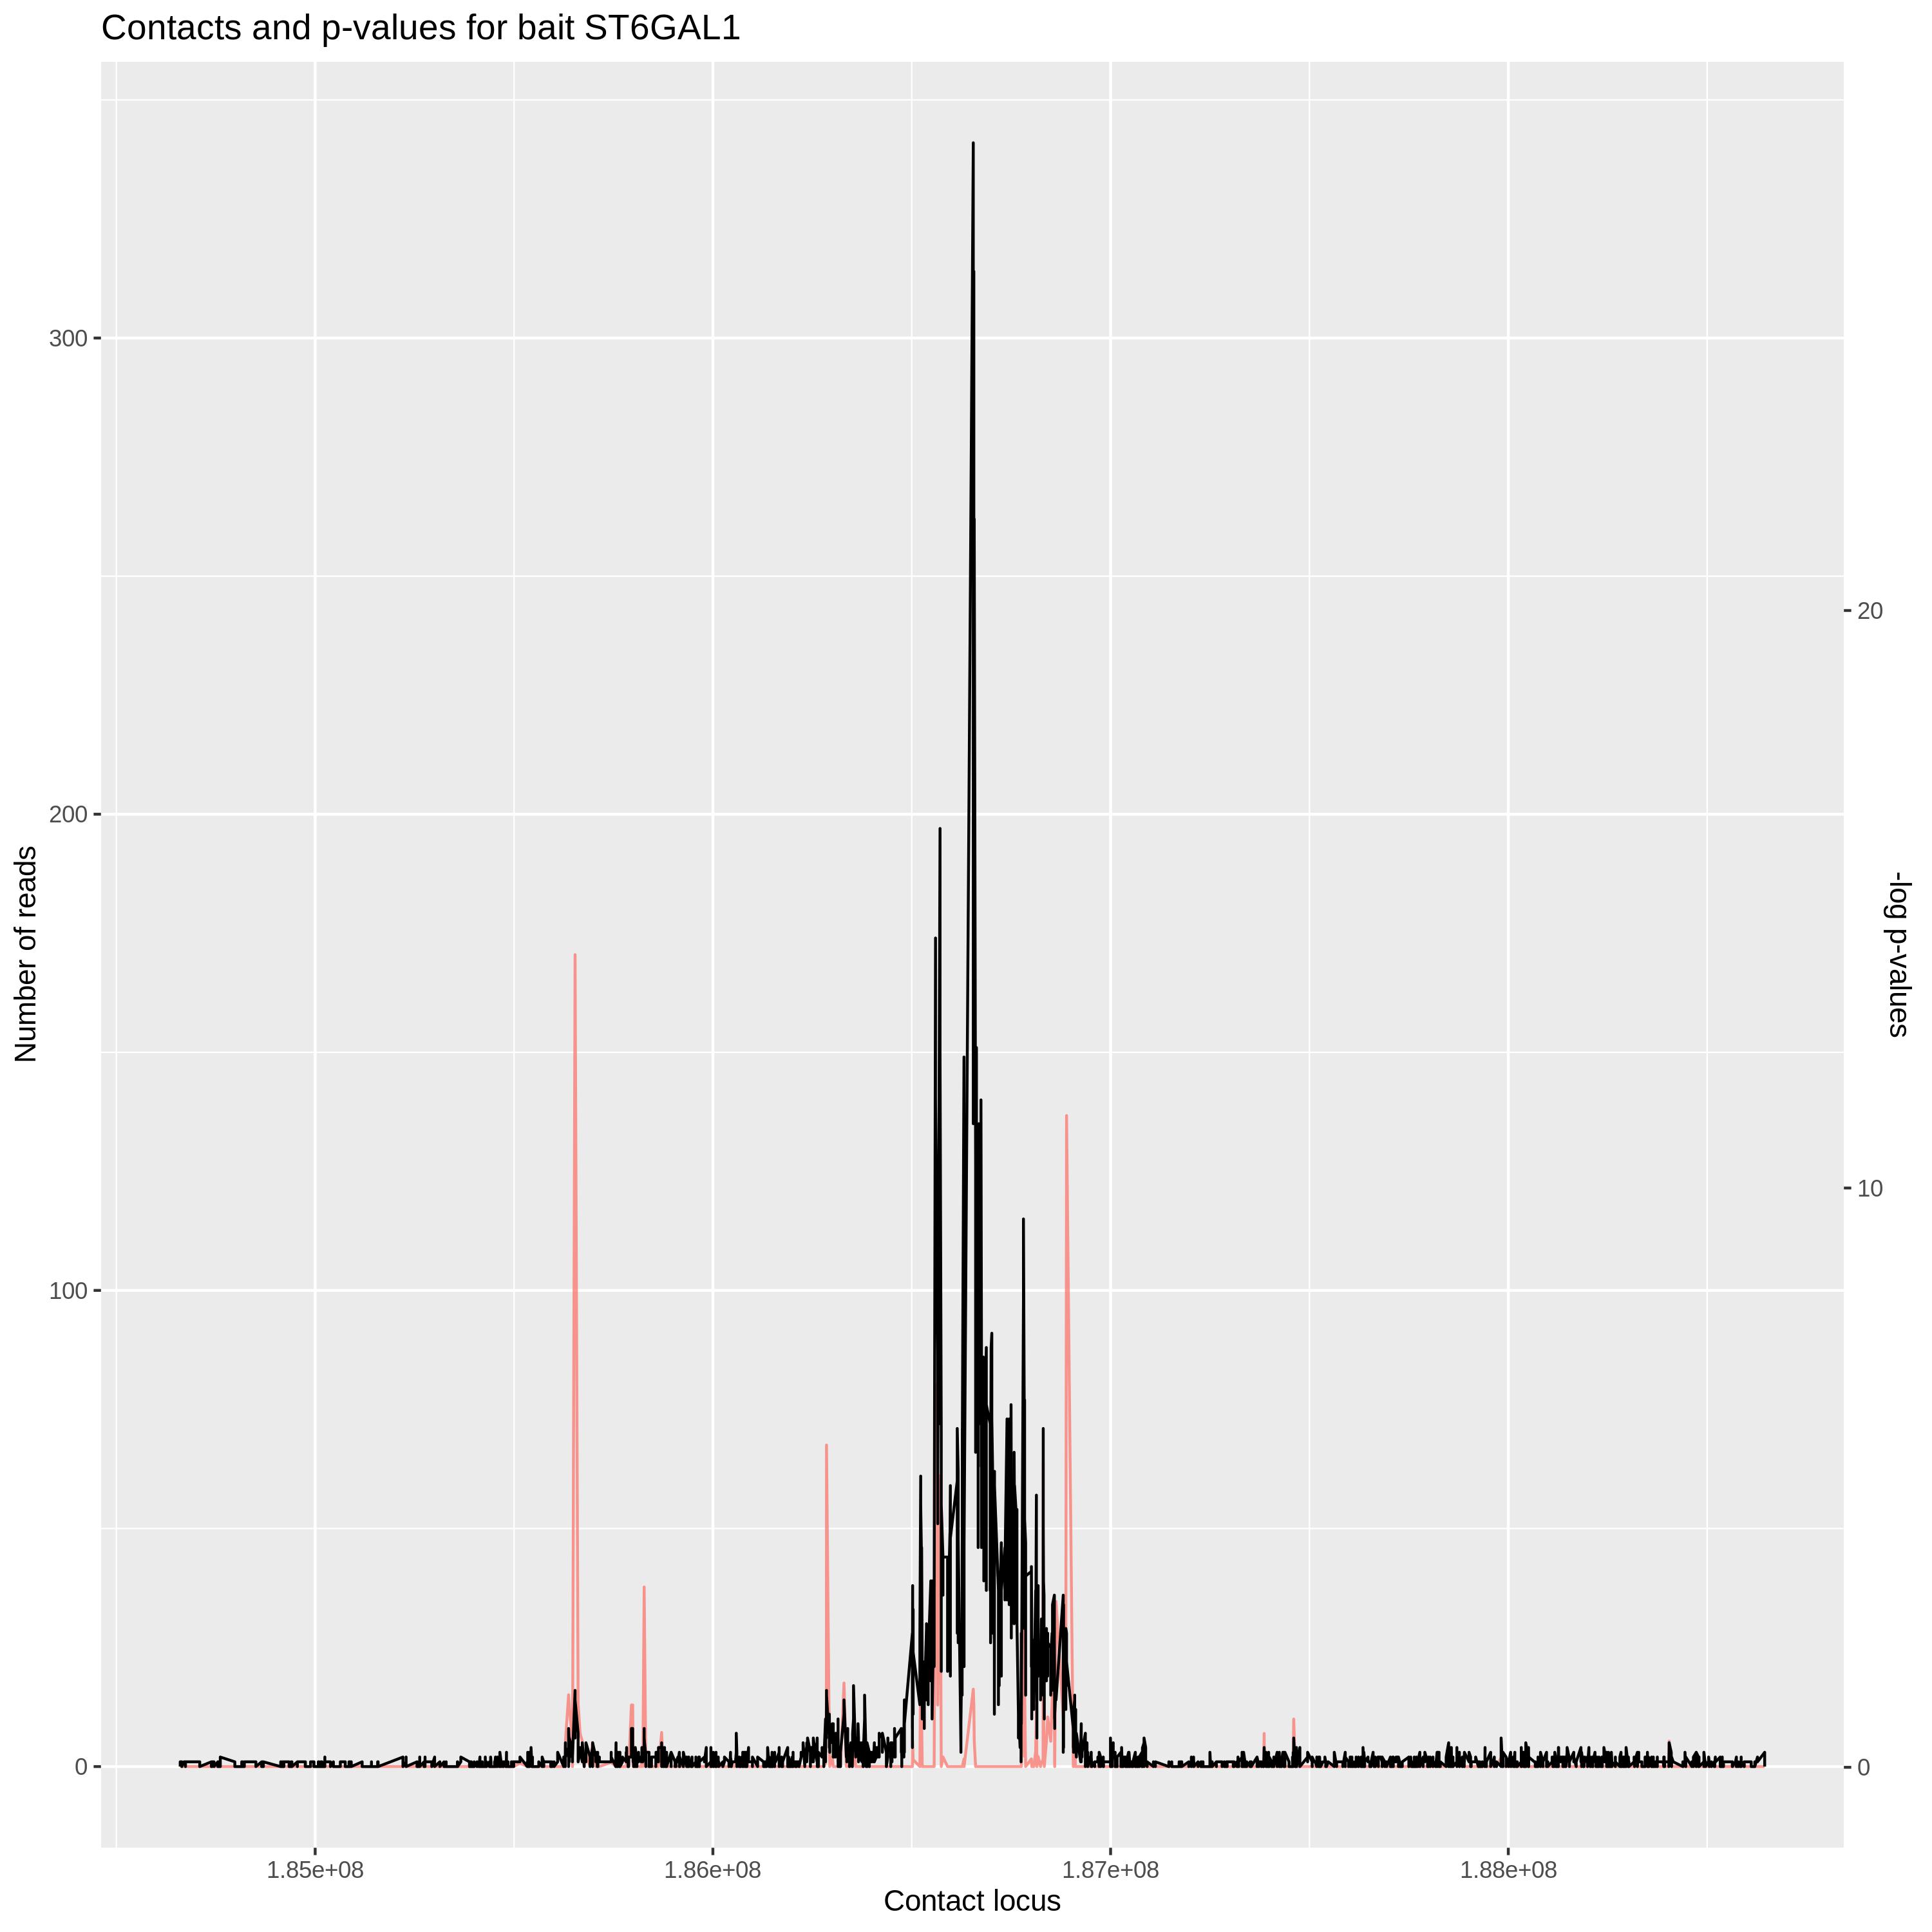 Contacts and p-values for bait ST6GAL1
300
200
100
0
Number of reads
20
10
0
-log p-values
1.85e+08
1.86e+08
1.87e+08
1.88e+08
Contact locus